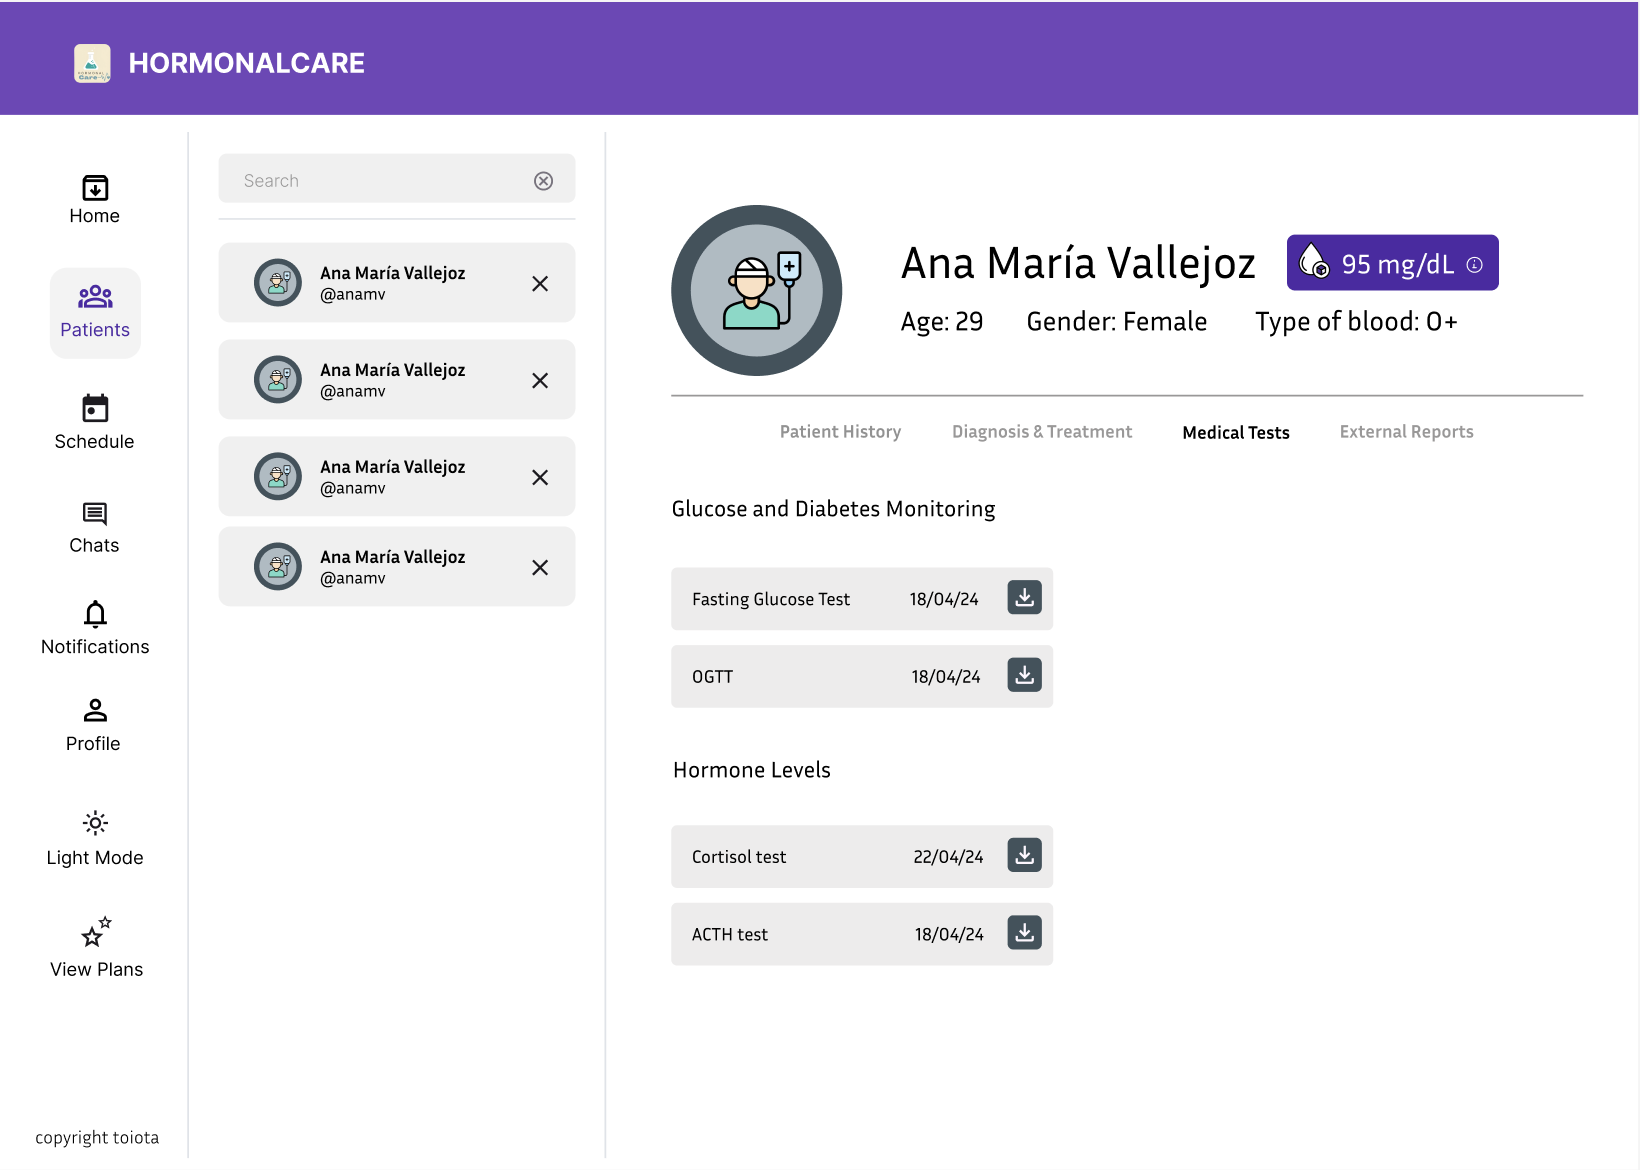 HORMONALCARE
Home
Patients
Schedule
Chats
Notifications
Profile
Light Mode
View Plans
copyright toiota
Search
Ana María Vallejoz
@anamv
Ana María Vallejoz
@anamv
Ana María Vallejoz
@anamv
Ana María Vallejoz
@anamv
Ana María Vallejoz
95 mg/dL
Age: 29 Gender: Female Type of blood: O+
Patient History Diagnosis & Treatment Medical Tests External Reports
Glucose and Diabetes Monitoring
Fasting Glucose Test 18/04/24
OGTT 18/04/24
Hormone Levels
Cortisol test 22/04/24
ACTH test 18/04/24